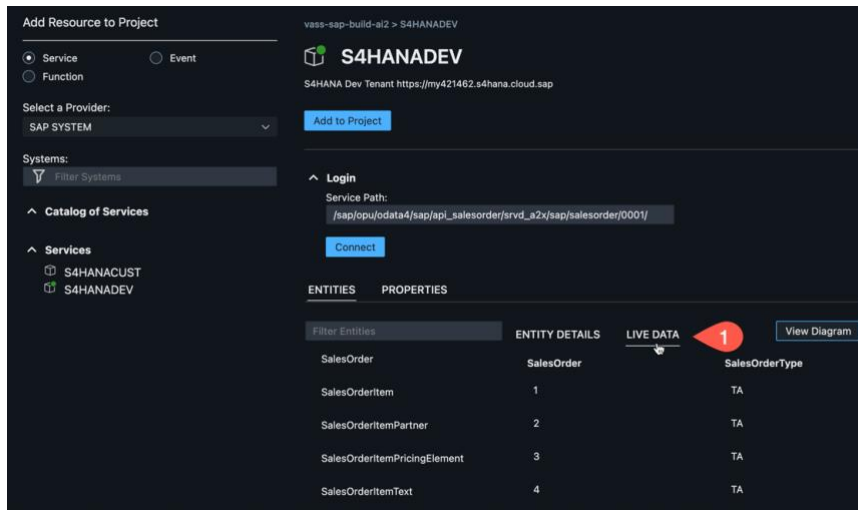 Add Resource to Project
Service
Event
Function
Select a Provider:
SAP SYSTEM
Systems:
Filter Systems
Catalog of Services
Services
S4HANACUST
S4HANADEV
vass-sap-build-ai2 > S4HANADEV
S4HANADEV
S4HANA Dev Tenant https://my421462.s4hana.cloud.sap
Add to Project
Login
Service Path:
/sap/opu/odata4/sap/api_salesorder/srvd_a2x/sap/salesorder/0001/
Connect
ENTITIES PROPERTIES
Filter Entities
SalesOrder
SalesOrderItem
SalesOrderItemPartner
SalesOrderItemPricingElement
SalesOrderItemText
ENTITY DETAILS LIVE DATA 1 View Diagram
SalesOrder SalesOrderType
1 TA
2 TA
3 TA
4 TA